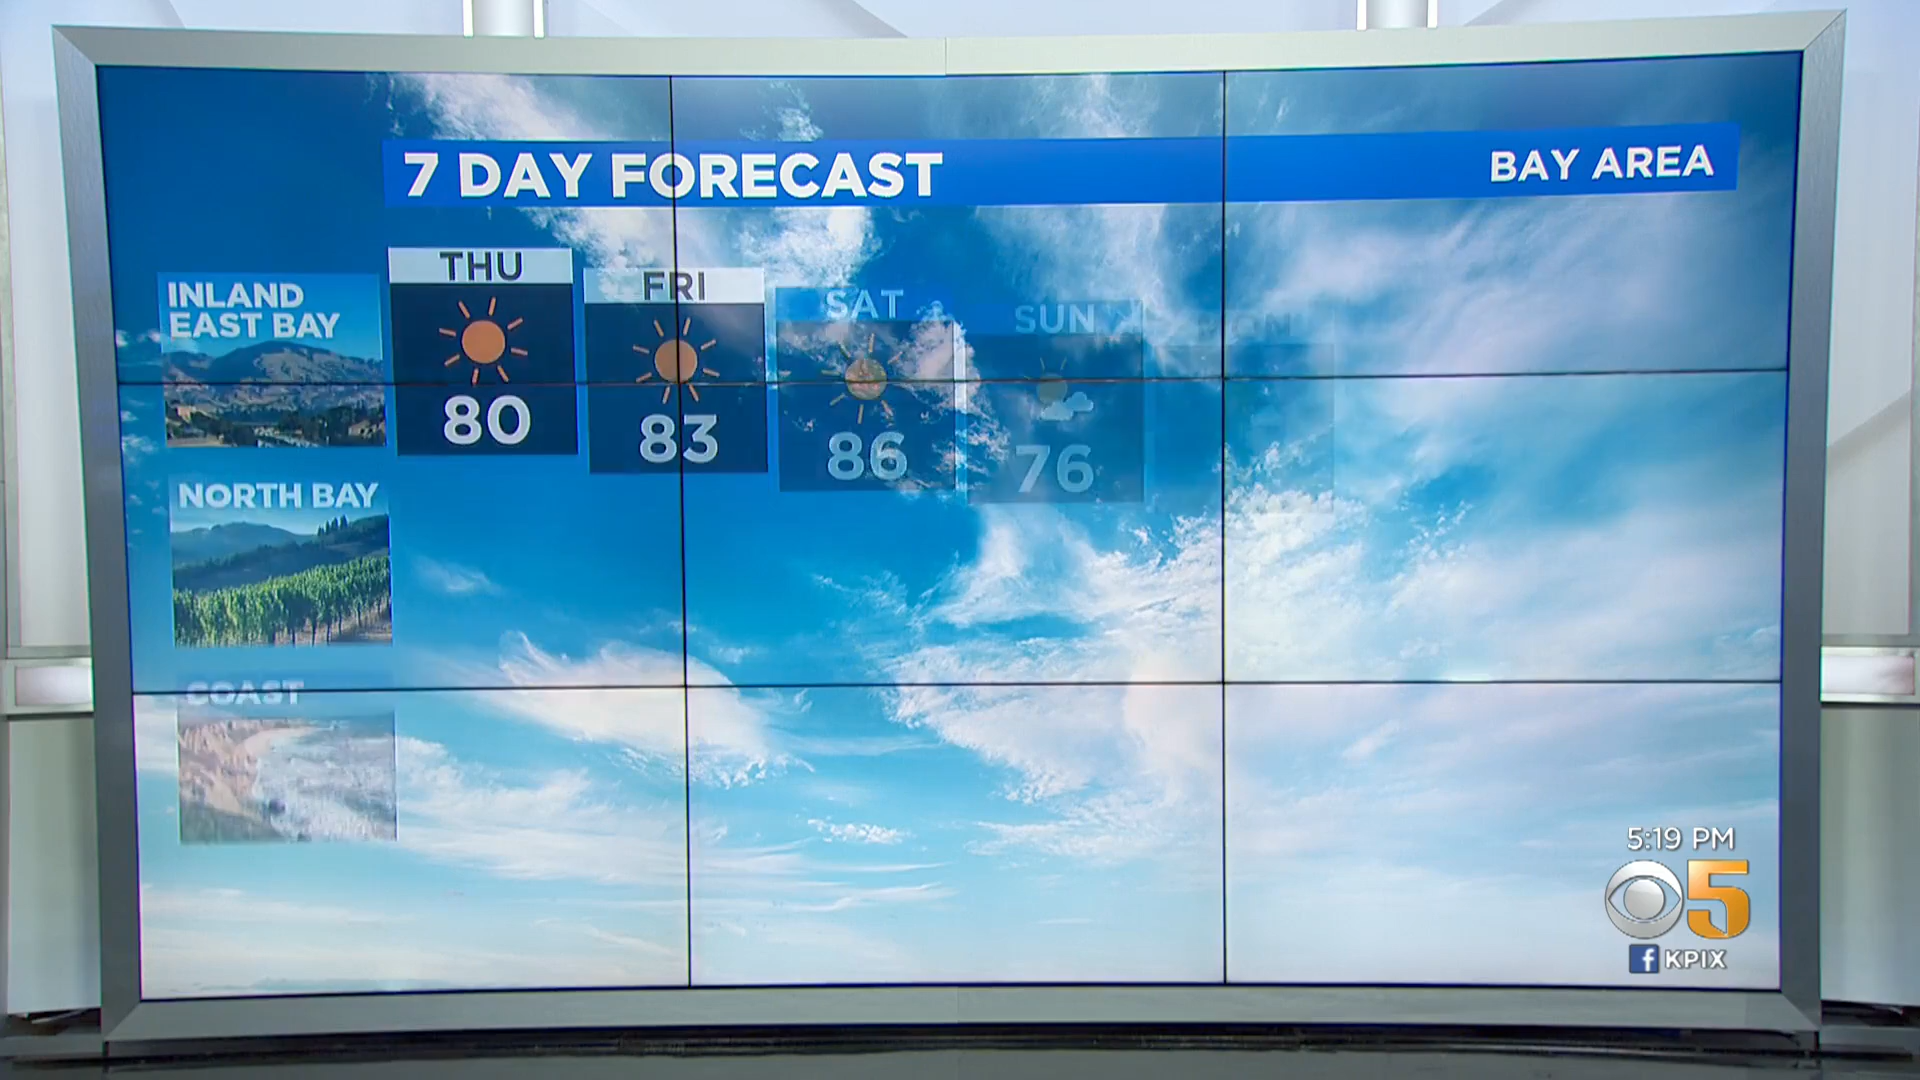 7 DAY FORECAST
BAY AREA
THU
FRI
SAT
SUN
INLAND
EAST BAY
80
83
86
76
NORTH BAY
COAST
5:19 PM
5
f KPIX